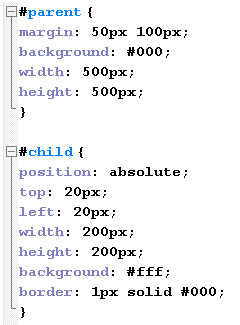 #parent {
margin: 50px 100px;
background: #000;
width: 500px;
height: 500px;
}

#child {
position: absolute;
top: 20px;
left: 20px;
width: 200px;
height: 200px;
background: #fff;
border: 1px solid #000;
}